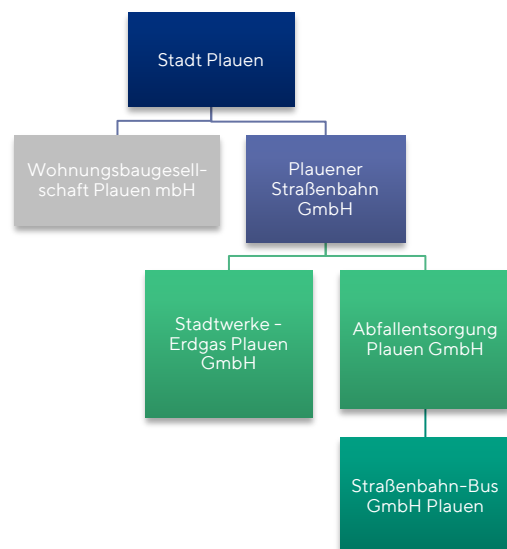 Stadt Plauen
Wohnungsbaugesell-
schaft Plauen mbH
Plauener
Straßenbahn
GmbH
Stadtwerke -
Erdgas Plauen
GmbH
Abfallentsorgung
Plauen GmbH
Straßenbahn-Bus
GmbH Plauen